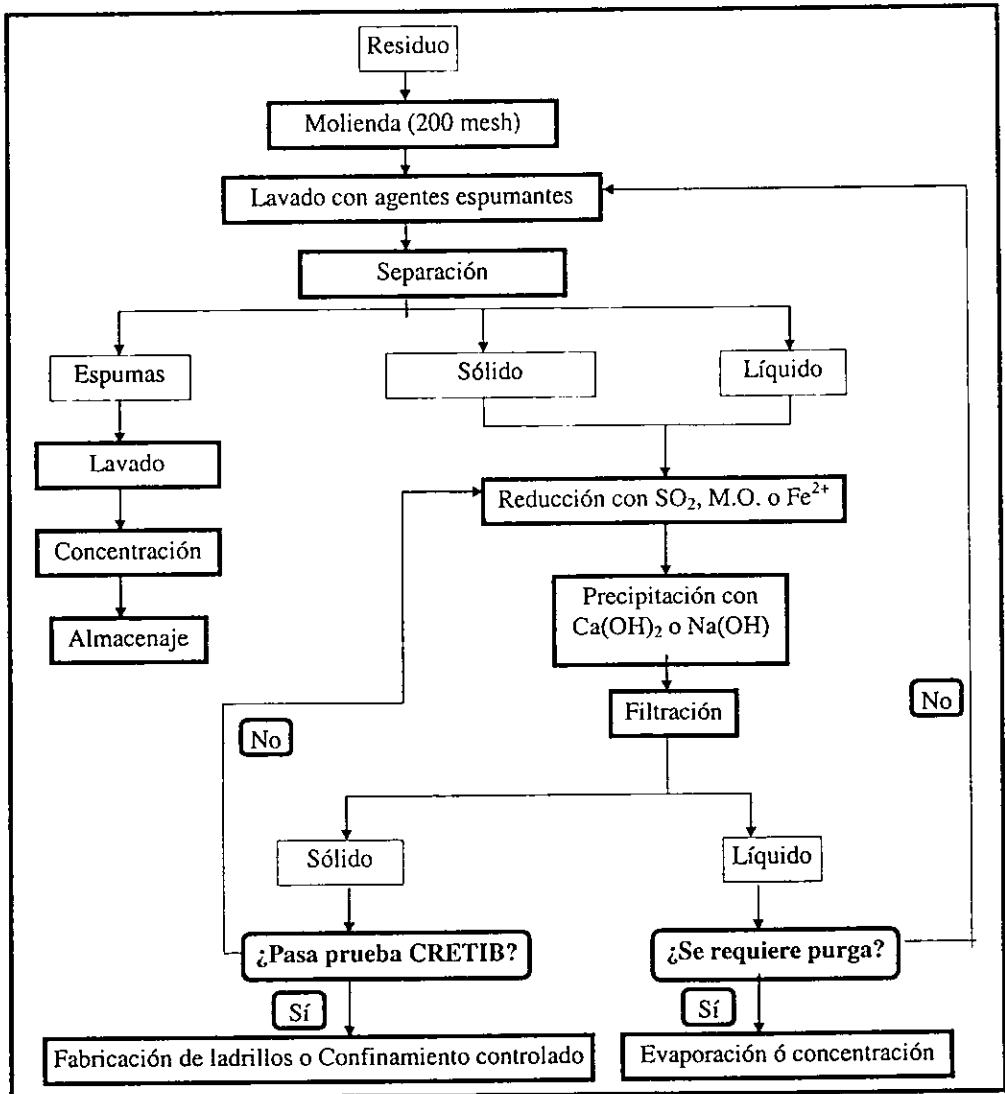 Residuo
Molienda (200 mesh)
Lavado con agentes espumantes
Separación
Espumas
Sólido
Líquido
Lavado
Reducción con SO₂, M.O. o Fe²⁺
Concentración
Precipitación con
Ca(OH)₂ o Na(OH)
Almacenaje
Filtración
No
No
Sólido
Líquido
¿Pasa prueba CRETIB?
¿Se requiere purga?
Sí
Sí
Fabricación de ladrillos o Confinamiento controlado
Evaporación ó concentración